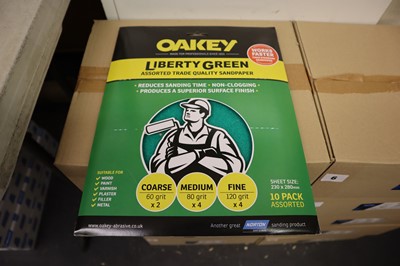 OAKEY
LIBERTY GREEN
WORKS
FASTER
ASSORTED TRADE QUALITY SANDPAPER
• REDUCES SANDING TIME • NON-CLOGGING
• PRODUCES A SUPERIOR SURFACE FINISH •
SUITABLE FOR
• WOOD
• PAINT
• VARNISH
• PLASTER
• FILLER
• METAL
COARSE
60 grit
x 2
MEDIUM
80 grit
x 4
FINE
120 grit
x 4
SHEET SIZE:
230 x 280mm
10 PACK
ASSORTED
www.oakey-abrasive.co.uk
Another great NORTON sanding product